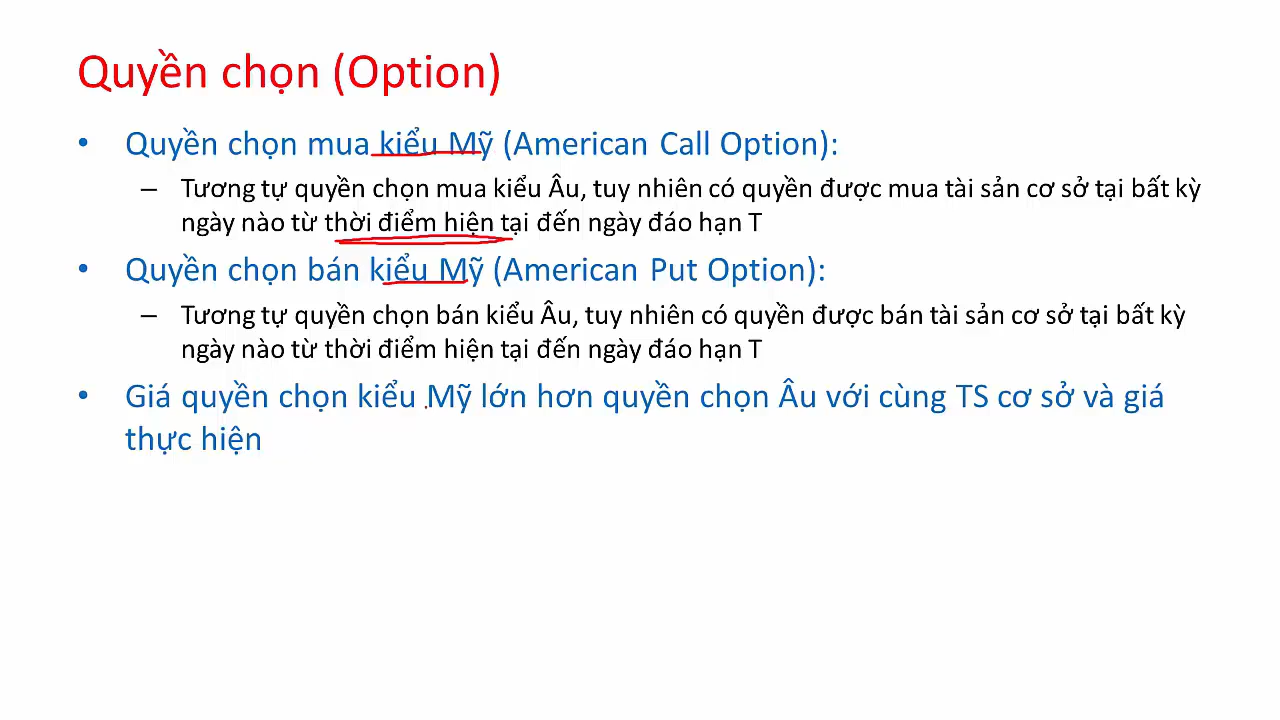 Quyền chọn (Option)
• Quyền chọn mua kiểu Mỹ (American Call Option):
– Tương tự quyền chọn mua kiểu Âu, tuy nhiên có quyền được mua tài sản cơ sở tại bất kỳ
ngày nào từ thời điểm hiện tại đến ngày đáo hạn T
• Quyền chọn bán kiểu Mỹ (American Put Option):
– Tương tự quyền chọn bán kiểu Âu, tuy nhiên có quyền được bán tài sản cơ sở tại bất kỳ
ngày nào từ thời điểm hiện tại đến ngày đáo hạn T
• Giá quyền chọn kiểu Mỹ lớn hơn quyền chọn Âu với cùng TS cơ sở và giá
thực hiện